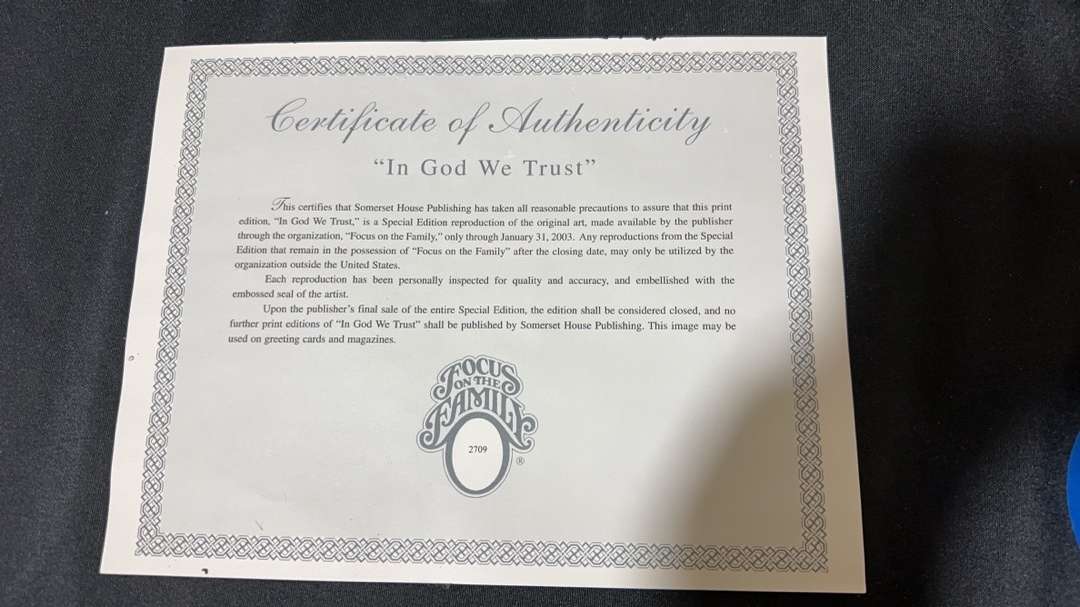 Certificate of Authenticity
“In God We Trust”
This certifies that Somerset House Publishing has taken all reasonable precautions to assure that this print
edition, “In God We Trust,” is a Special Edition reproduction of the original art, made available by the publisher
through the organization, “Focus on the Family,” only through January 31, 2003. Any reproductions from the Special
Edition that remain in the possession of “Focus on the Family” after the closing date, may only be utilized by the
organization outside the United States.
Each reproduction has been personally inspected for quality and accuracy, and embellished with the
embossed seal of the artist.
Upon the publisher’s final sale of the entire Special Edition, the edition shall be considered closed, and no
further print editions of “In God We Trust” shall be published by Somerset House Publishing. This image may be
used on greeting cards and magazines.
FOCUS
ON THE
FAMILY
2709
®